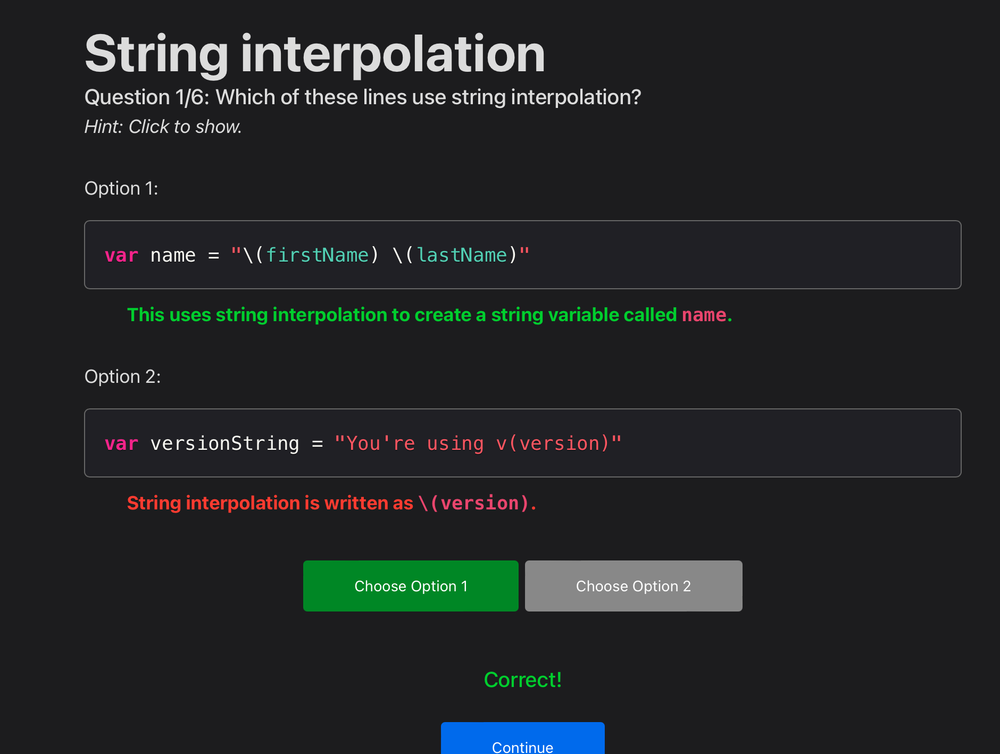 String interpolation
Question 1/6: Which of these lines use string interpolation?
Hint: Click to show.
Option 1:
var name = "\(firstName) \(lastName)"
This uses string interpolation to create a string variable called name.
Option 2:
var versionString = "You're using v(version)"
String interpolation is written as \(version).
Choose Option 1
Choose Option 2
Correct!
Continue